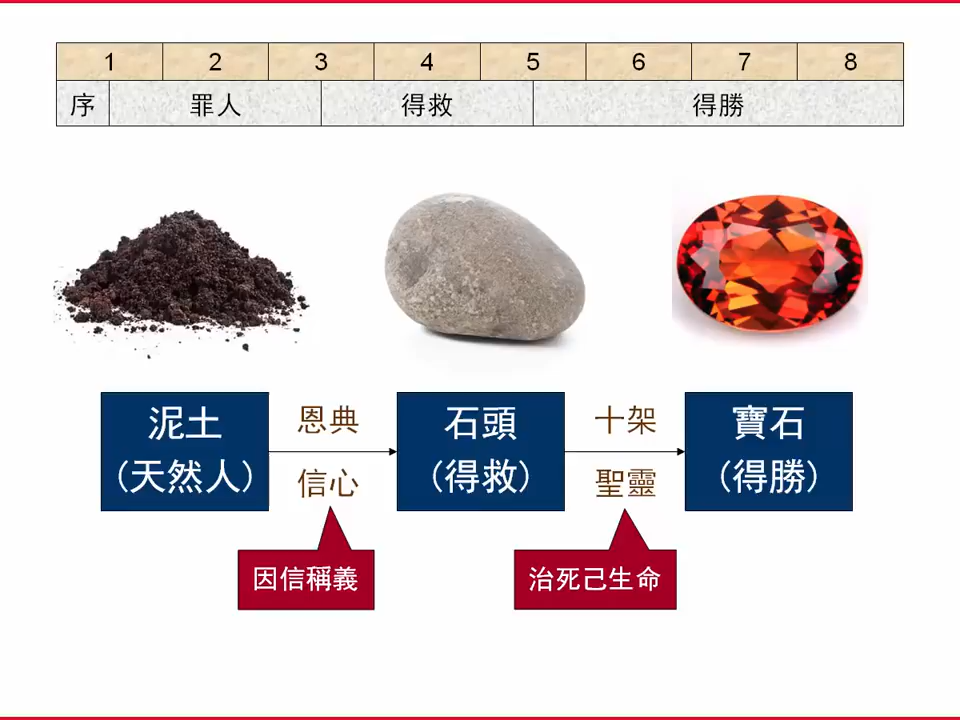 1 2 3 4 5 6 7 8
序 罪人 得救 得勝
泥土
(天然人)
恩典
信心
石頭
(得救)
十架
聖靈
寶石
(得勝)
因信稱義
治死己生命